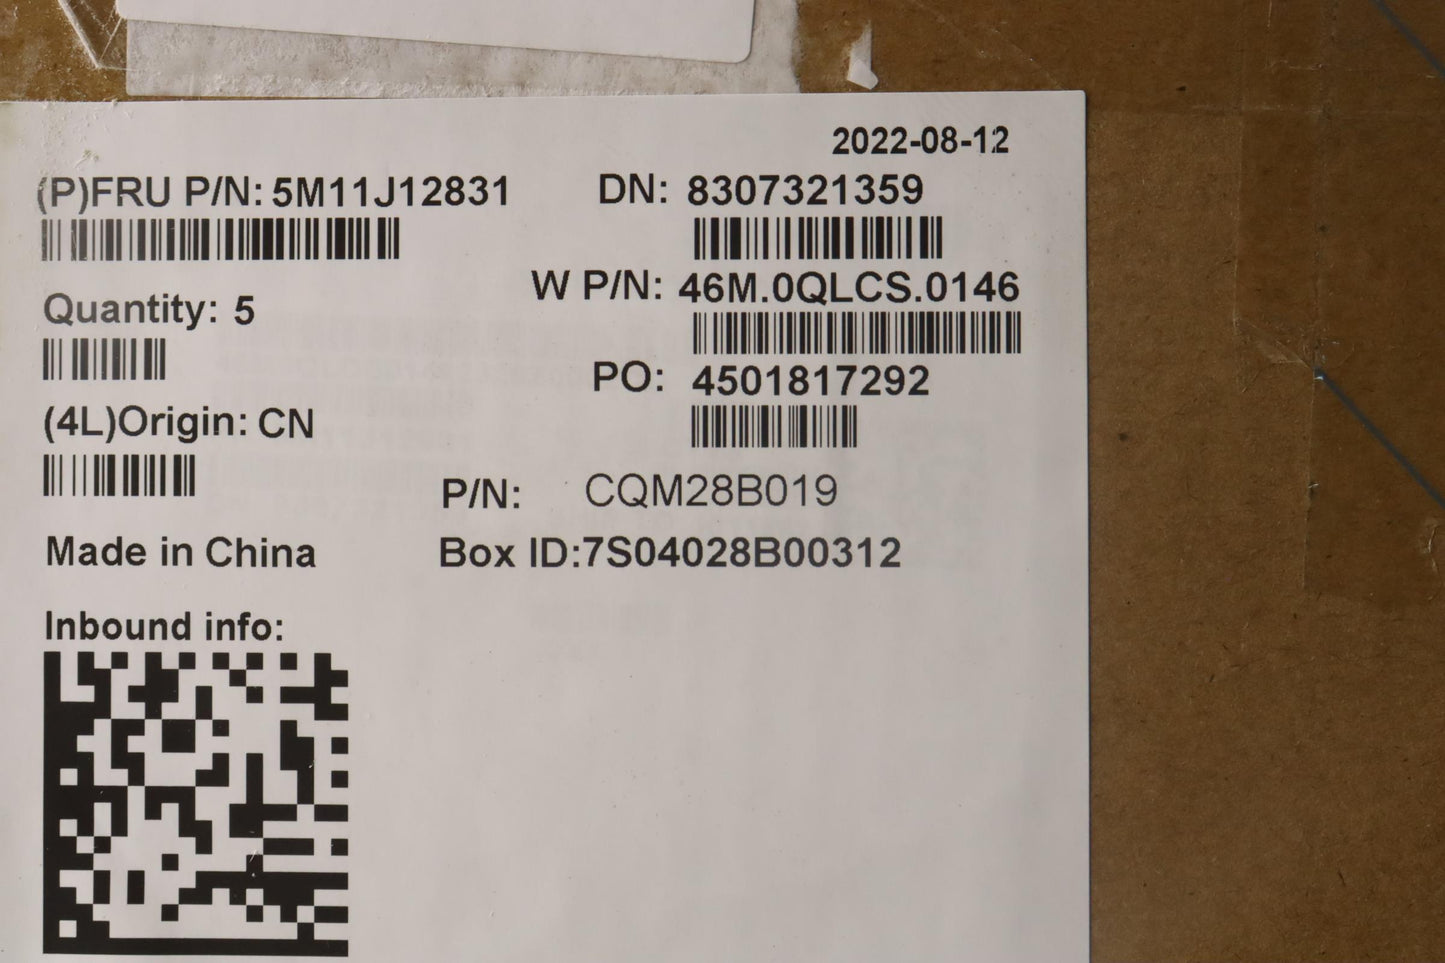 2022-08-12
(P)FRU P/N: 5M11J12831
DN: 8307321359
W P/N: 46M.0QLCS.0146
Quantity: 5
PO: 4501817292
(4L)Origin: CN
P/N: CQM28B019
Made in China
Box ID:7S04028B00312
Inbound info: